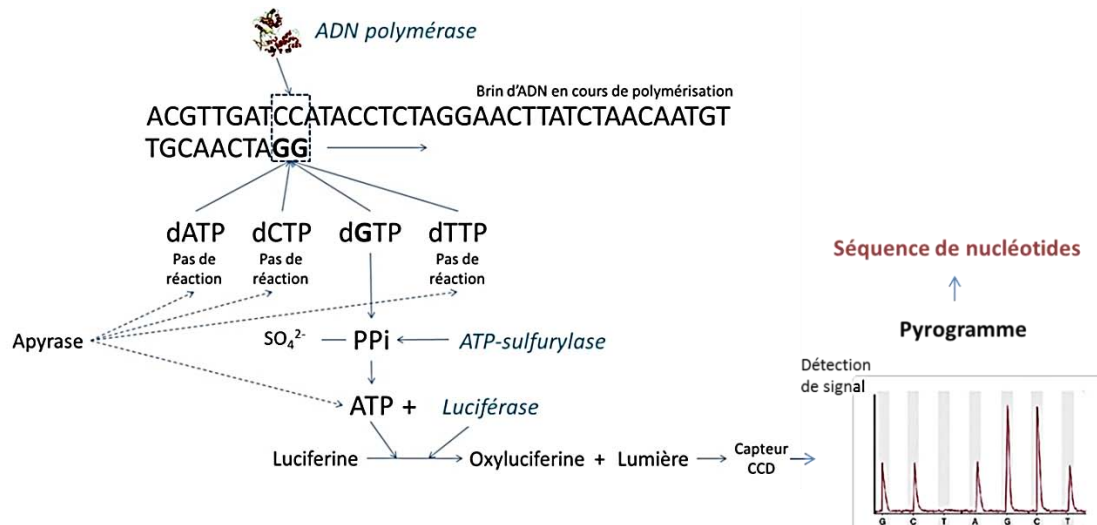 ADN polymérase
Brin d'ADN en cours de polymérisation
ACGTTGATCCATACCTCTAGGAACTTATCTAACAATGT
TGCAACTAGG
dATP dCTP dGTP dTTP
Pas de réaction
Pas de réaction
Pas de réaction
Apyrase
SO₄²⁻ PPi ATP-sulfurylase
ATP + Luciférase
Luciferine Oxyluciferine + Lumière Capteur CCD
Séquence de nucléotides
Pyrogramme
Détection
de signal
G C T A G C T